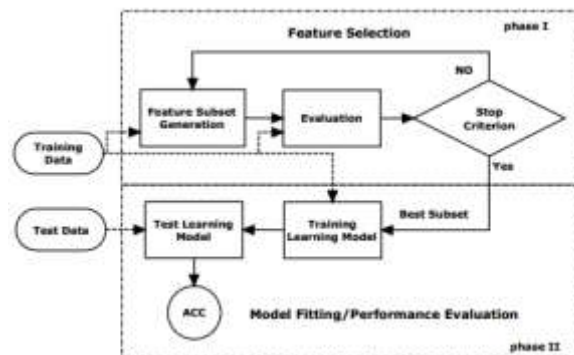 phase I
Feature Selection
NO
Feature Subset
Generation
Evaluation
Stop
Criterion
Training
Data
Yes
Best Subset
Test Data
Test Learning
Model
Training
Learning Model
ACC
Model Fitting/Performance Evaluation
phase II